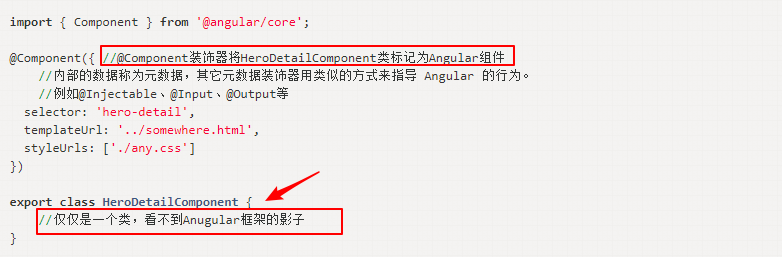 import { Component } from '@angular/core';
@Component({ //@Component装饰器将HeroDetailComponent类标记为Angular组件
//内部的数据称为元数据，其它元数据装饰器用类似的方式来指导 Angular 的行为。
//例如@Injectable、@Input、@Output等
selector: 'hero-detail',
templateUrl: '../somewhere.html',
styleUrls: ['./any.css']
})
export class HeroDetailComponent {
//仅仅是一个类，看不到Anugular框架的影子
}